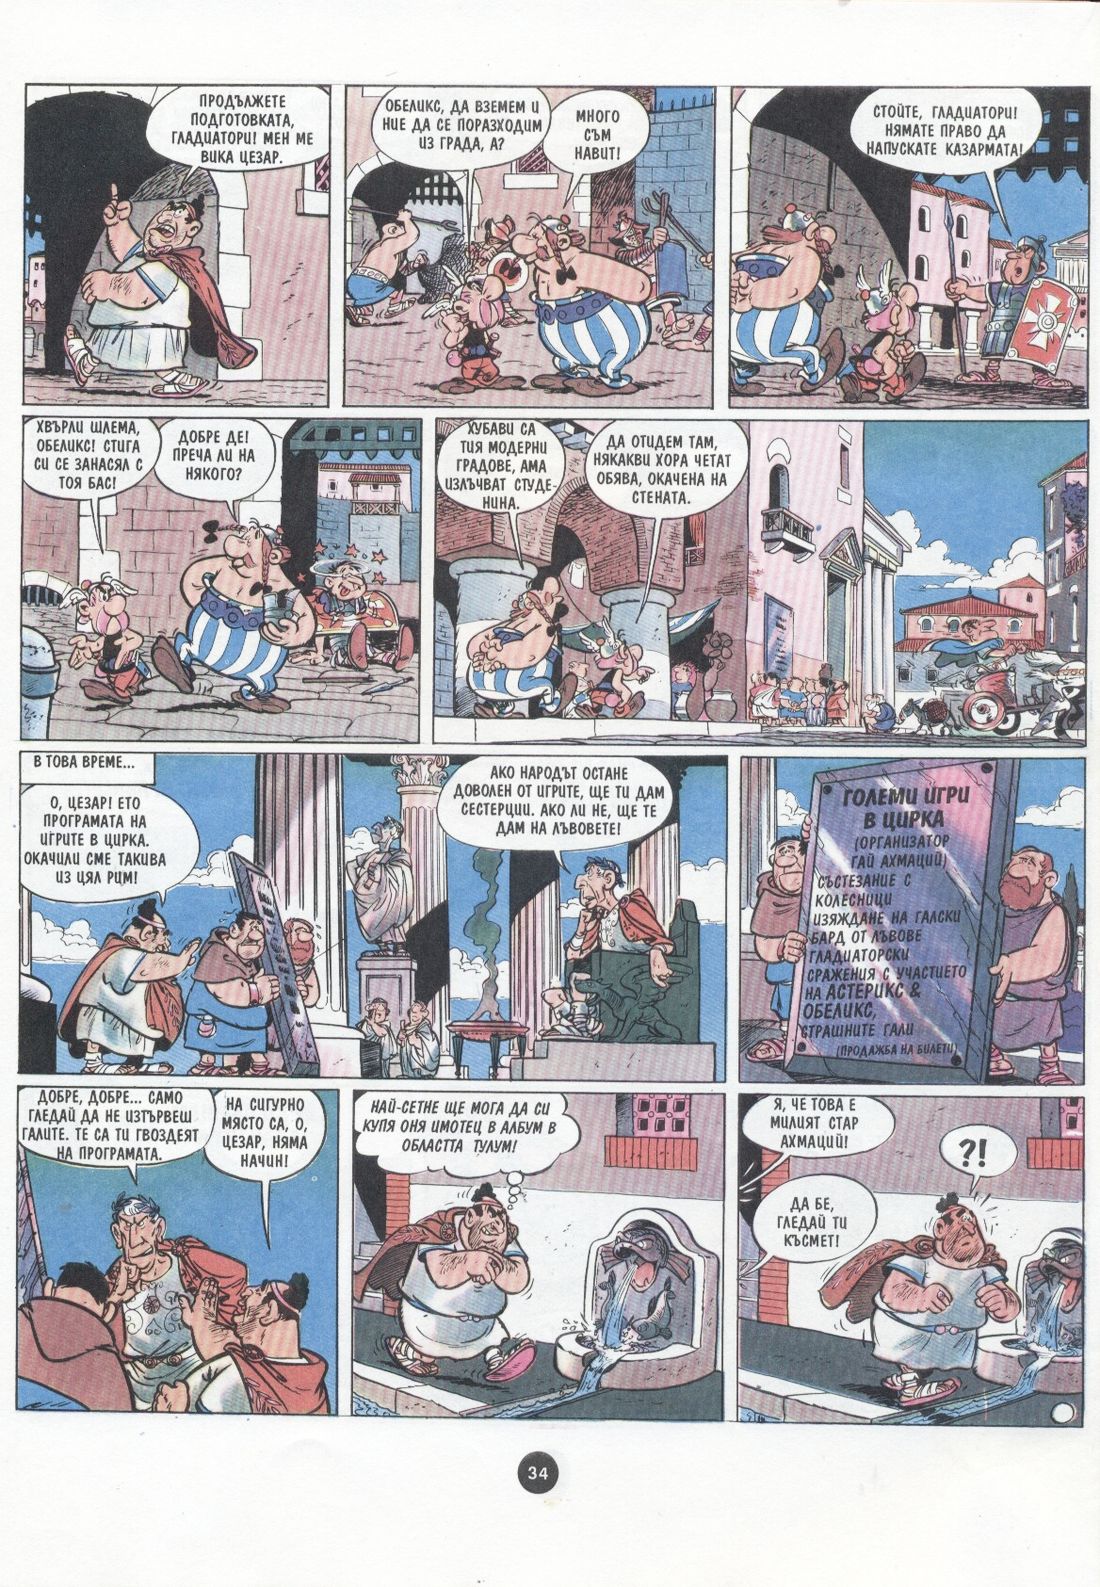 ПРОДЪЛЖЕТЕ
ПОДГОТОВКАТА,
ГЛАДИАТОРИ! МЕН МЕ
ВИКА ЦЕЗАР.
ОБЕЛИКС, ДА ВЗЕМЕМ И
НИЕ ДА СЕ ПОРАЗХОДИМ
ИЗ ГРАДА, А?
МНОГО
СЪМ
НАВИТ!
СТОЙТЕ, ГЛАДИАТОРИ!
НЯМАТЕ ПРАВО ДА
НАПУСКАТЕ КАЗАРМАТА!
ХВЪРЛИ ШЛЕМА,
ОБЕЛИКС! СТИГА
СИ СЕ ЗАНАСЯЛ С
ТОЯ БАС!
ДОБРЕ ДЕ!
ПРЕЧА ЛИ НА
НЯКОГО?
ХУБАВИ СА
ТИЯ МОДЕРНИ
ГРАДОВЕ, АМА
ИЗЛЪЧВАТ СТУДЕ-
НИНА.
ДА ОТИДЕМ ТАМ,
НЯКАКВИ ХОРА ЧЕТАТ
ОБЯВА, ОКАЧЕНА НА
СТЕНАТА.
В ТОВА ВРЕМЕ...
О, ЦЕЗАР! ЕТО
ПРОГРАМАТА НА
ИГРИТЕ В ЦИРКА.
ОКАЧИЛИ СМЕ ТАКИВА
ИЗ ЦЯЛ РИМ!
АКО НАРОДЪТ ОСТАНЕ
ДОВОЛЕН ОТ ИГРИТЕ, ЩЕ ТИ ДАМ
СЕСТЕРЦИИ. АКО ЛИ НЕ, ЩЕ ТЕ
ДАМ НА ЛЪВОВЕТЕ!
ГОЛЕМИ ИГРИ
В ЦИРКА
(ОРГАНИЗАТОР
ГАЙ АХМАЦИЙ)
СЪСТЕЗАНИЕ С
КОЛЕСНИЦИ
ИЗЯЖДАНЕ НА ГАЛСКИ
БАРД ОТ ЛЪВОВЕ
ГЛАДИАТОРСКИ
СРАЖЕНИЯ С УЧАСТИЕТО
НА АСТЕРИКС &
ОБЕЛИКС,
СТРАШНИТЕ ГАЛИ
(ПРОДАЖБА НА БИЛЕТИ)
ДОБРЕ, ДОБРЕ... САМО
ГЛЕДАЙ ДА НЕ ИЗТЪРВЕШ
ГАЛИТЕ. ТЕ СА ТИ ГВОЗДЕЯТ
НА ПРОГРАМАТА.
НА СИГУРНО
МЯСТО СА, О,
ЦЕЗАР, НЯМА
НАЧИН!
НАЙ-СЕТНЕ ЩЕ МОГА ДА СИ
КУПЯ ОНЯ ИМОТЕЦ В АЛБУМ В
ОБЛАСТТА ТУЛУМ!
Я, ЧЕ ТОВА Е
МИЛИЯТ СТАР
АХМАЦИЙ!
?!
ДА БЕ,
ГЛЕДАЙ ТИ
КЪСМЕТ!
34